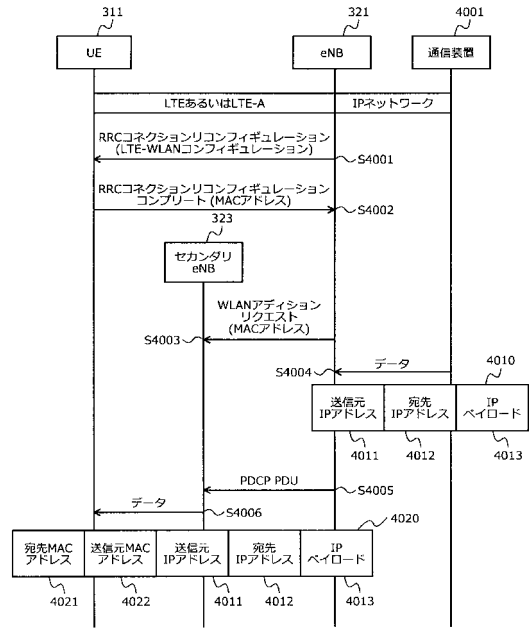 311
321
4001
UE
eNB
通信装置
LTEあるいはLTE-A
IPネットワーク
RRCコネクションリコンフィギュレーション
(LTE-WLANコンフィギュレーション)
S4001
RRCコネクションリコンフィギュレーション
コンプリート (MACアドレス)
S4002
323
セカンダリ
eNB
WLANアディション
リクエスト
(MACアドレス)
S4003
データ
S4004
4010
送信元
IPアドレス
宛先
IPアドレス
IP
ペイロード
4011
4012
4013
PDCP PDU
S4005
データ
S4006
4020
宛先MAC
アドレス
送信元MAC
アドレス
送信元
IPアドレス
宛先
IPアドレス
IP
ペイロード
4021
4022
4011
4012
4013